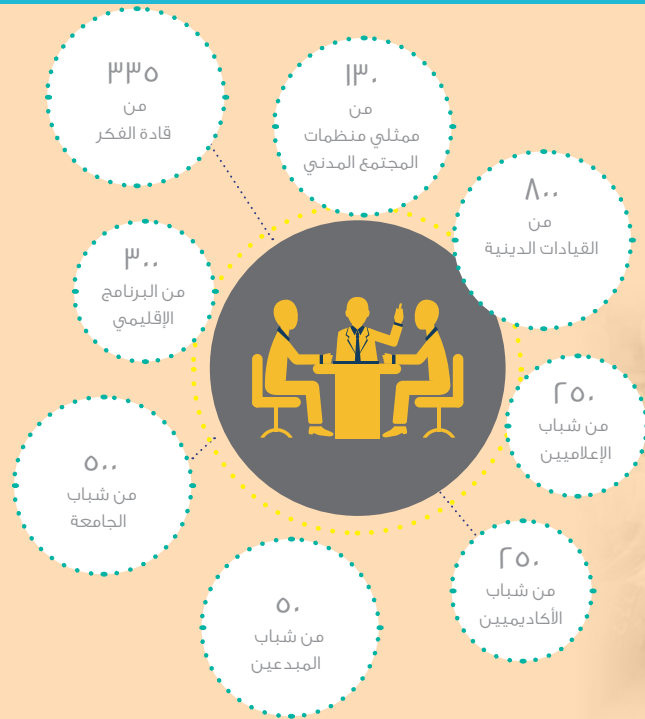 ٣٣٥
من
قادة الفكر
١٣٠
من
ممثلي منظمات
المجتمع المدني
٨٠٠
من
القيادات الدينية
٣٠٠
من البرنامج
الإقليمي
٢٥٠
من شباب
الإعلاميين
٥٠٠
من شباب
الجامعة
٢٥٠
من شباب
الأكاديميين
٥٠
من شباب
المبدعين